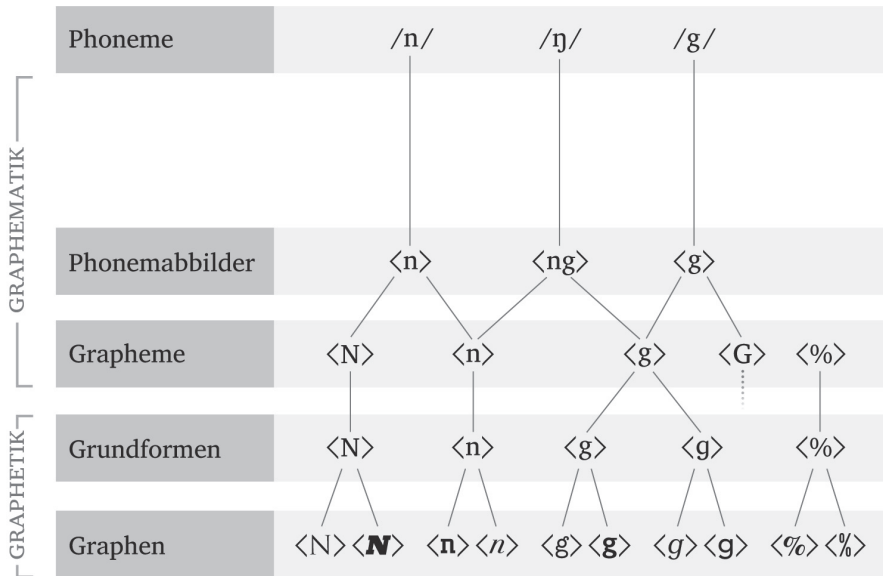 Phoneme /n/ /ŋ/ /g/
GRAPHEMATIK
Phonemabbilder ⟨n⟩ ⟨ng⟩ ⟨g⟩
Grapheme ⟨N⟩ ⟨n⟩ ⟨g⟩ ⟨G⟩ ⟨%⟩
GRAPHETIK
Grundformen ⟨N⟩ ⟨n⟩ ⟨g⟩ ⟨ɡ⟩ ⟨%⟩
Graphen ⟨N⟩ ⟨N⟩ ⟨n⟩ ⟨n⟩ ⟨g⟩ ⟨g⟩ ⟨ɡ⟩ ⟨ɡ⟩ ⟨%⟩ ⟨%⟩